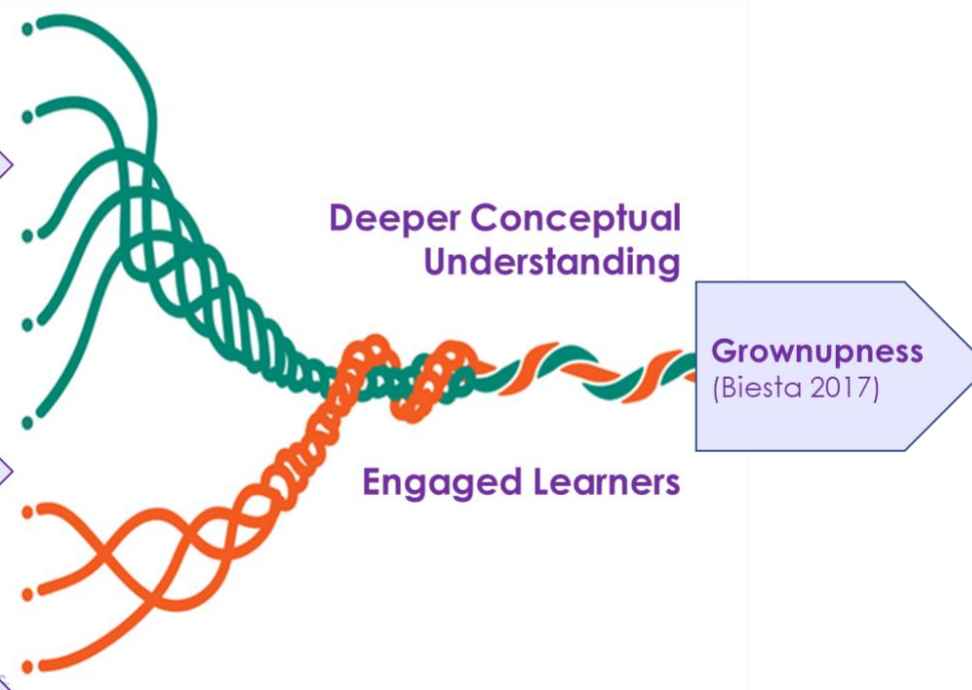 Deeper Conceptual
Understanding
Grownupness
(Biesta 2017)
Engaged Learners